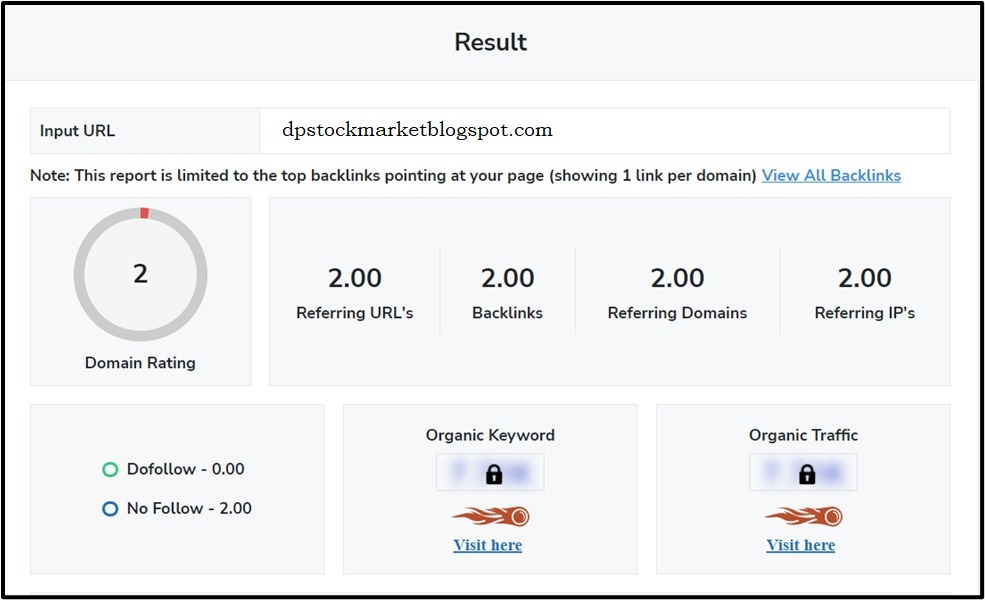 Result
Input URL
dpstockmarketblogspot.com
Note: This report is limited to the top backlinks pointing at your page (showing 1 link per domain) View All Backlinks
2
Domain Rating
2.00
Referring URL's
2.00
Backlinks
2.00
Referring Domains
2.00
Referring IP's
Dofollow - 0.00
No Follow - 2.00
Organic Keyword
Visit here
Organic Traffic
Visit here